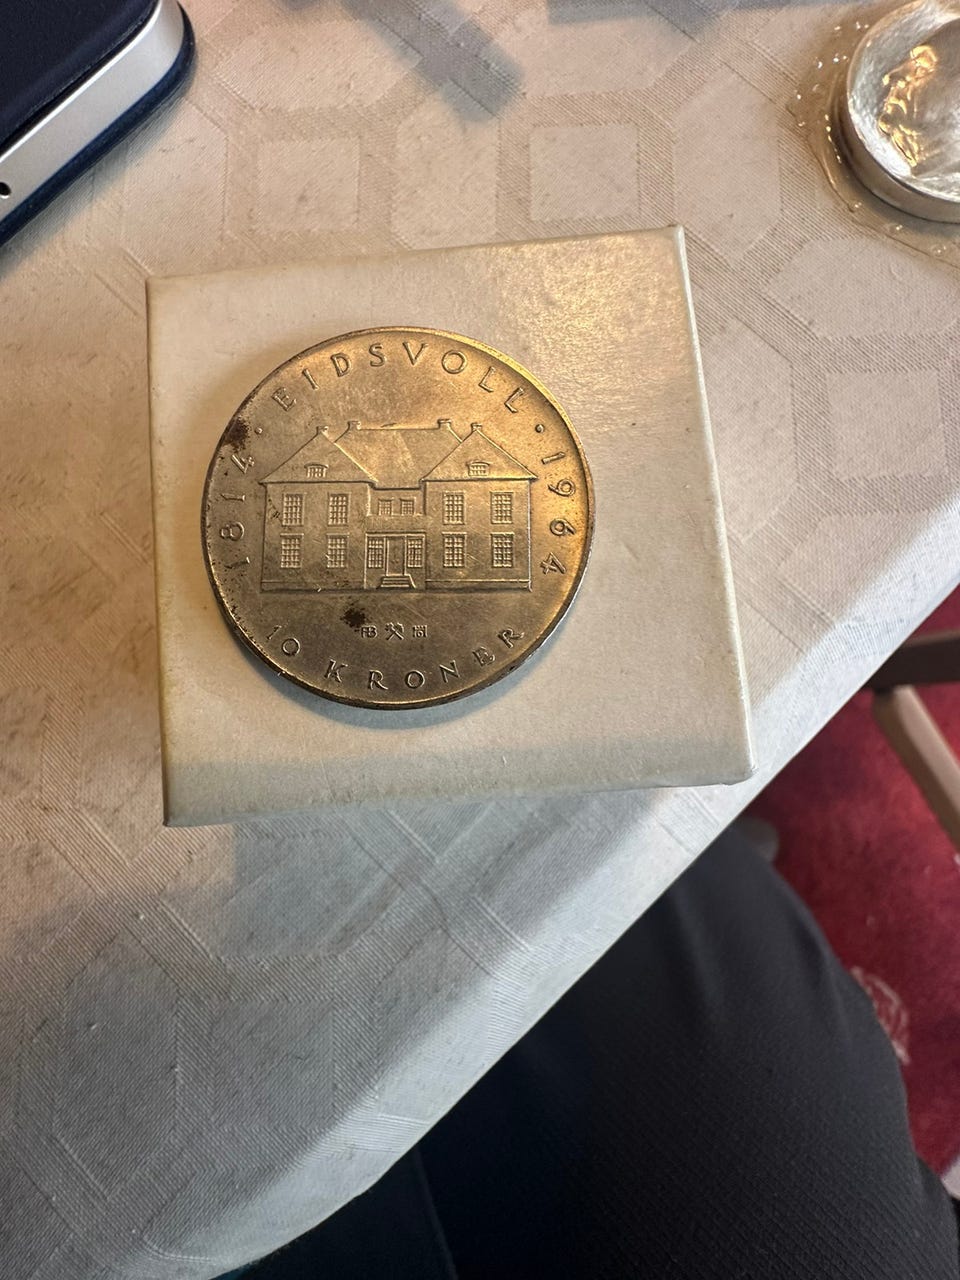 1814 · EIDSVOLL · 1964
10 KRONER